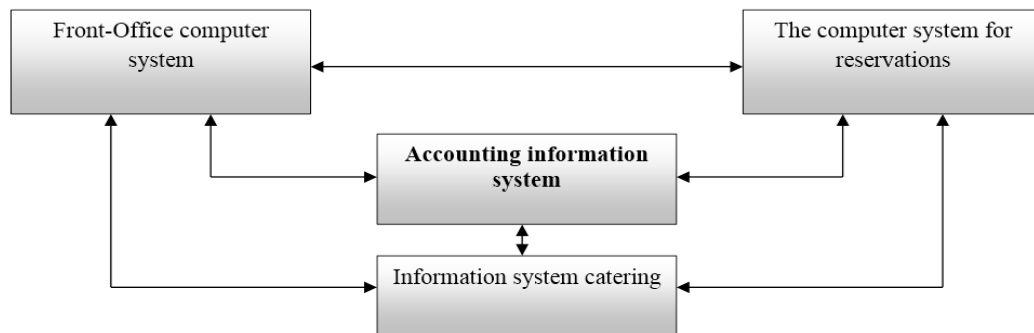 Front-Office computer
system
The computer system for
reservations
Accounting information
system
Information system catering